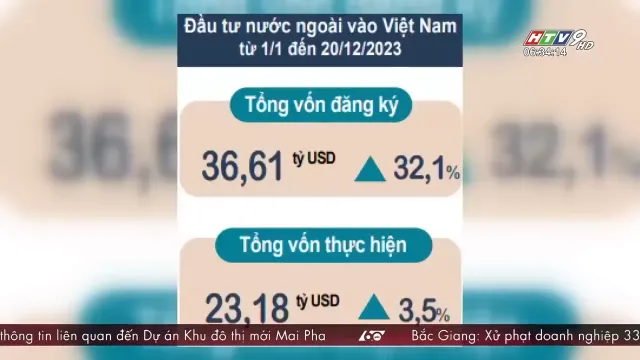 Đầu tư nước ngoài vào Việt Nam
từ 1/1 đến 20/12/2023
HTV9 HD
06:34:14
Tổng vốn đăng ký
36,61 tỷ USD 32,1%
Tổng vốn thực hiện
23,18 tỷ USD 3,5%
thông tin liên quan đến Dự án Khu đô thị mới Mai Pha 60 Bắc Giang: Xử phạt doanh nghiệp 33